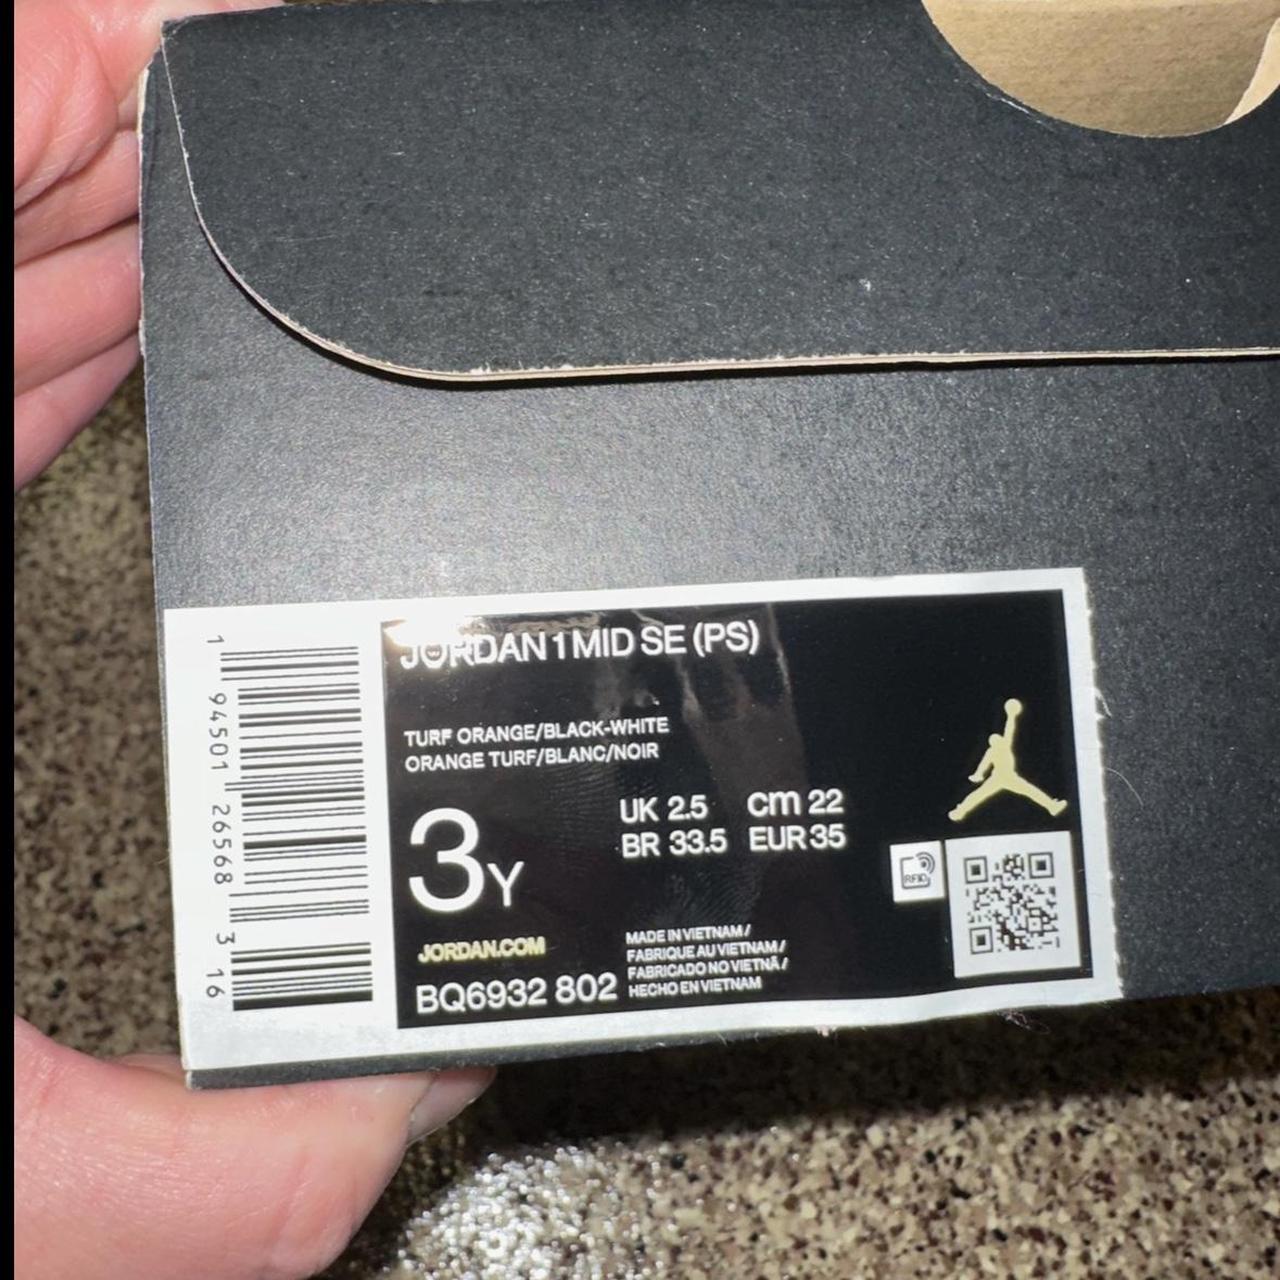 JORDAN 1 MID SE (PS)
TURF ORANGE/BLACK-WHITE
ORANGE TURF/BLANC/NOIR
3Y
UK 2.5 cm 22
BR 33.5 EUR 35
JORDAN.COM
BQ6932 802
MADE IN VIETNAM /
FABRIQUE AU VIETNAM /
FABRICADO NO VIETNÃ /
HECHO EN VIETNAM
RFID
1 94501 26568 3 16